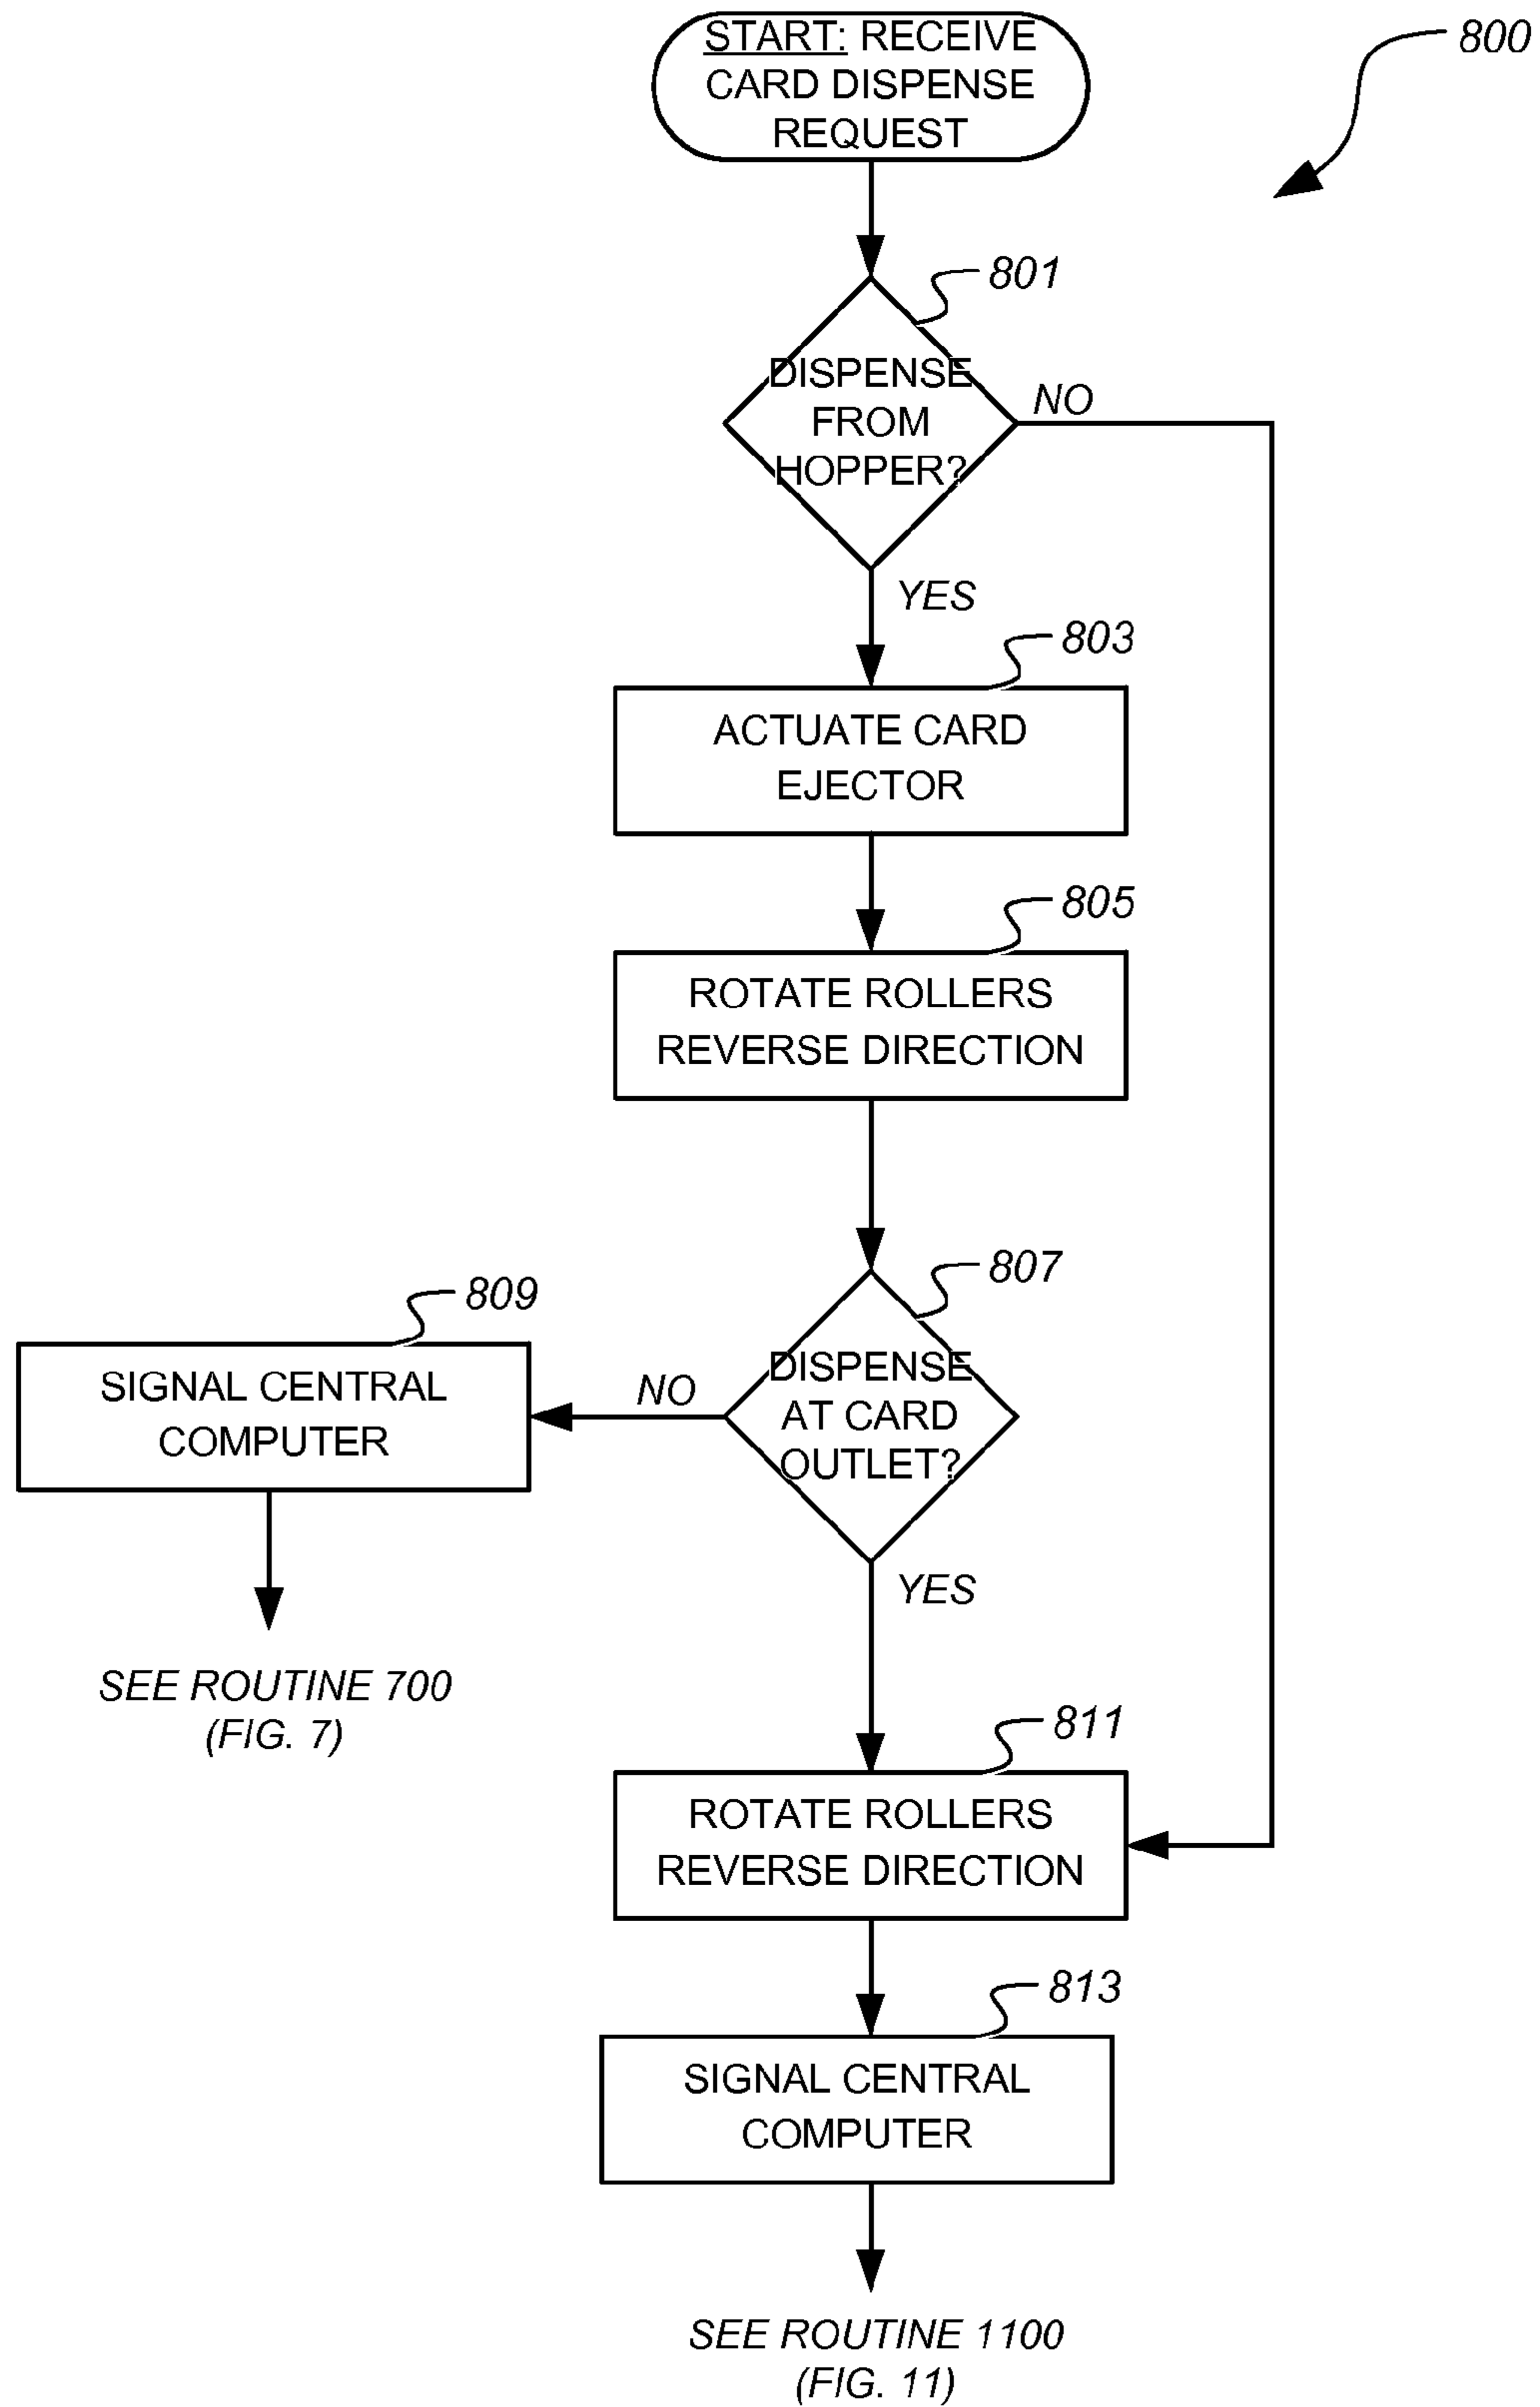 START: RECEIVE
CARD DISPENSE
REQUEST
800
801
DISPENSE
FROM
HOPPER?
NO
YES
803
ACTUATE CARD
EJECTOR
805
ROTATE ROLLERS
REVERSE DIRECTION
807
DISPENSE
AT CARD
OUTLET?
NO
809
SIGNAL CENTRAL
COMPUTER
SEE ROUTINE 700
(FIG. 7)
YES
811
ROTATE ROLLERS
REVERSE DIRECTION
813
SIGNAL CENTRAL
COMPUTER
SEE ROUTINE 1100
(FIG. 11)